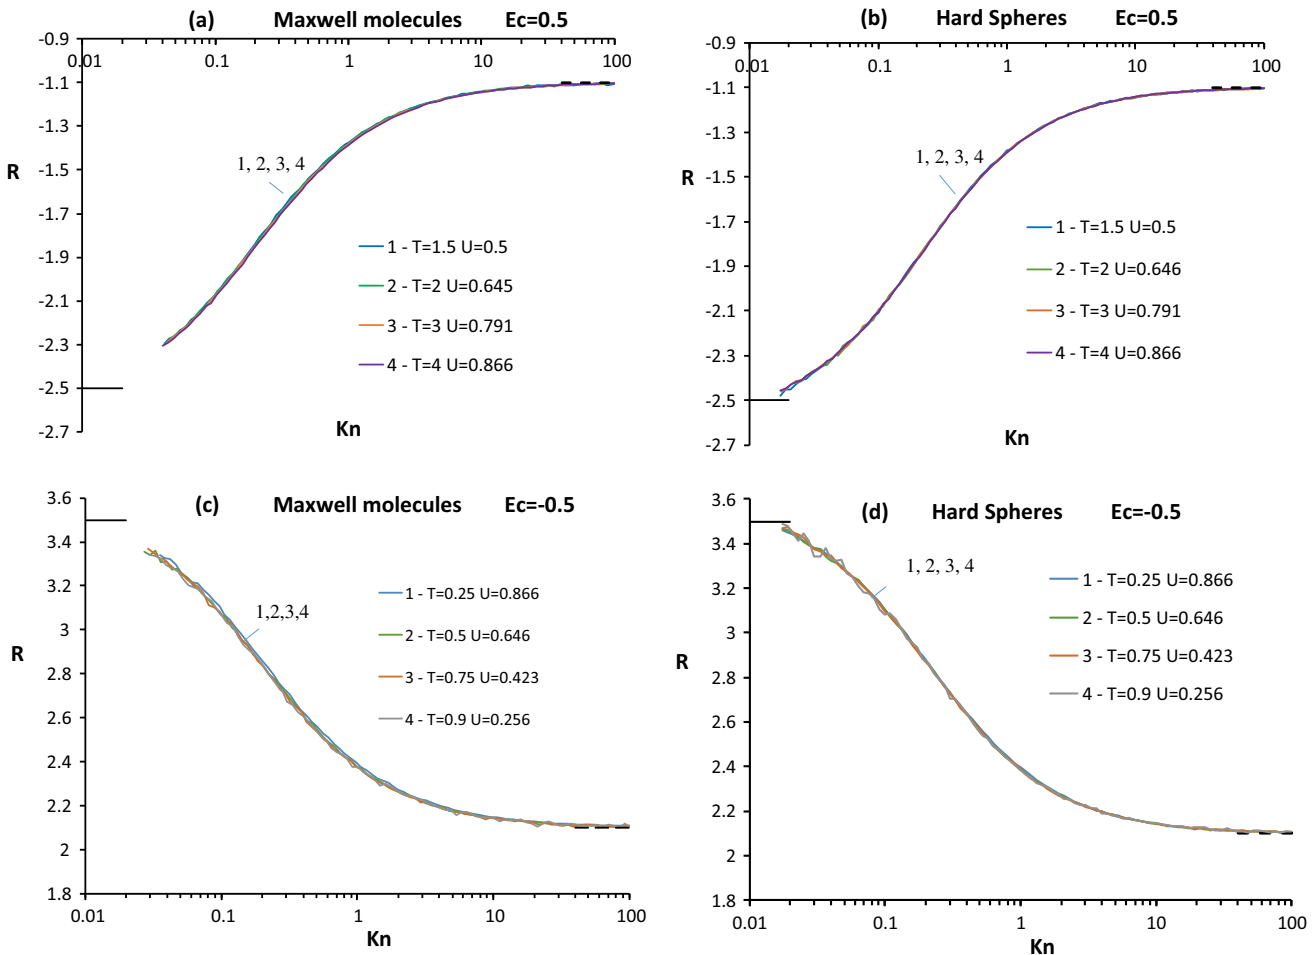 (a) Maxwell molecules Ec=0.5
-0.9
0.01 0.1 1 10 100
-1.1
-1.3
-1.5
-1.7
-1.9
-2.1
-2.3
-2.5
-2.7
R
1, 2, 3, 4
1 - T=1.5 U=0.5
2 - T=2 U=0.645
3 - T=3 U=0.791
4 - T=4 U=0.866
Kn
(b) Hard Spheres Ec=0.5
-0.9
0.01 0.1 1 10 100
-1.1
-1.3
-1.5
-1.7
-1.9
-2.1
-2.3
-2.5
-2.7
R
1, 2, 3, 4
1 - T=1.5 U=0.5
2 - T=2 U=0.646
3 - T=3 U=0.791
4 - T=4 U=0.866
Kn
(c) Maxwell molecules Ec=-0.5
3.6
3.4
3.2
3
2.8
2.6
2.4
2.2
2
1.8
R
1,2,3,4
1 - T=0.25 U=0.866
2 - T=0.5 U=0.646
3 - T=0.75 U=0.423
4 - T=0.9 U=0.256
0.01 0.1 1 10 100
Kn
(d) Hard Spheres Ec=-0.5
3.6
3.4
3.2
3
2.8
2.6
2.4
2.2
2
1.8
R
1, 2, 3, 4
1 - T=0.25 U=0.866
2 - T=0.5 U=0.646
3 - T=0.75 U=0.423
4 - T=0.9 U=0.256
0.01 0.1 1 10 100
Kn